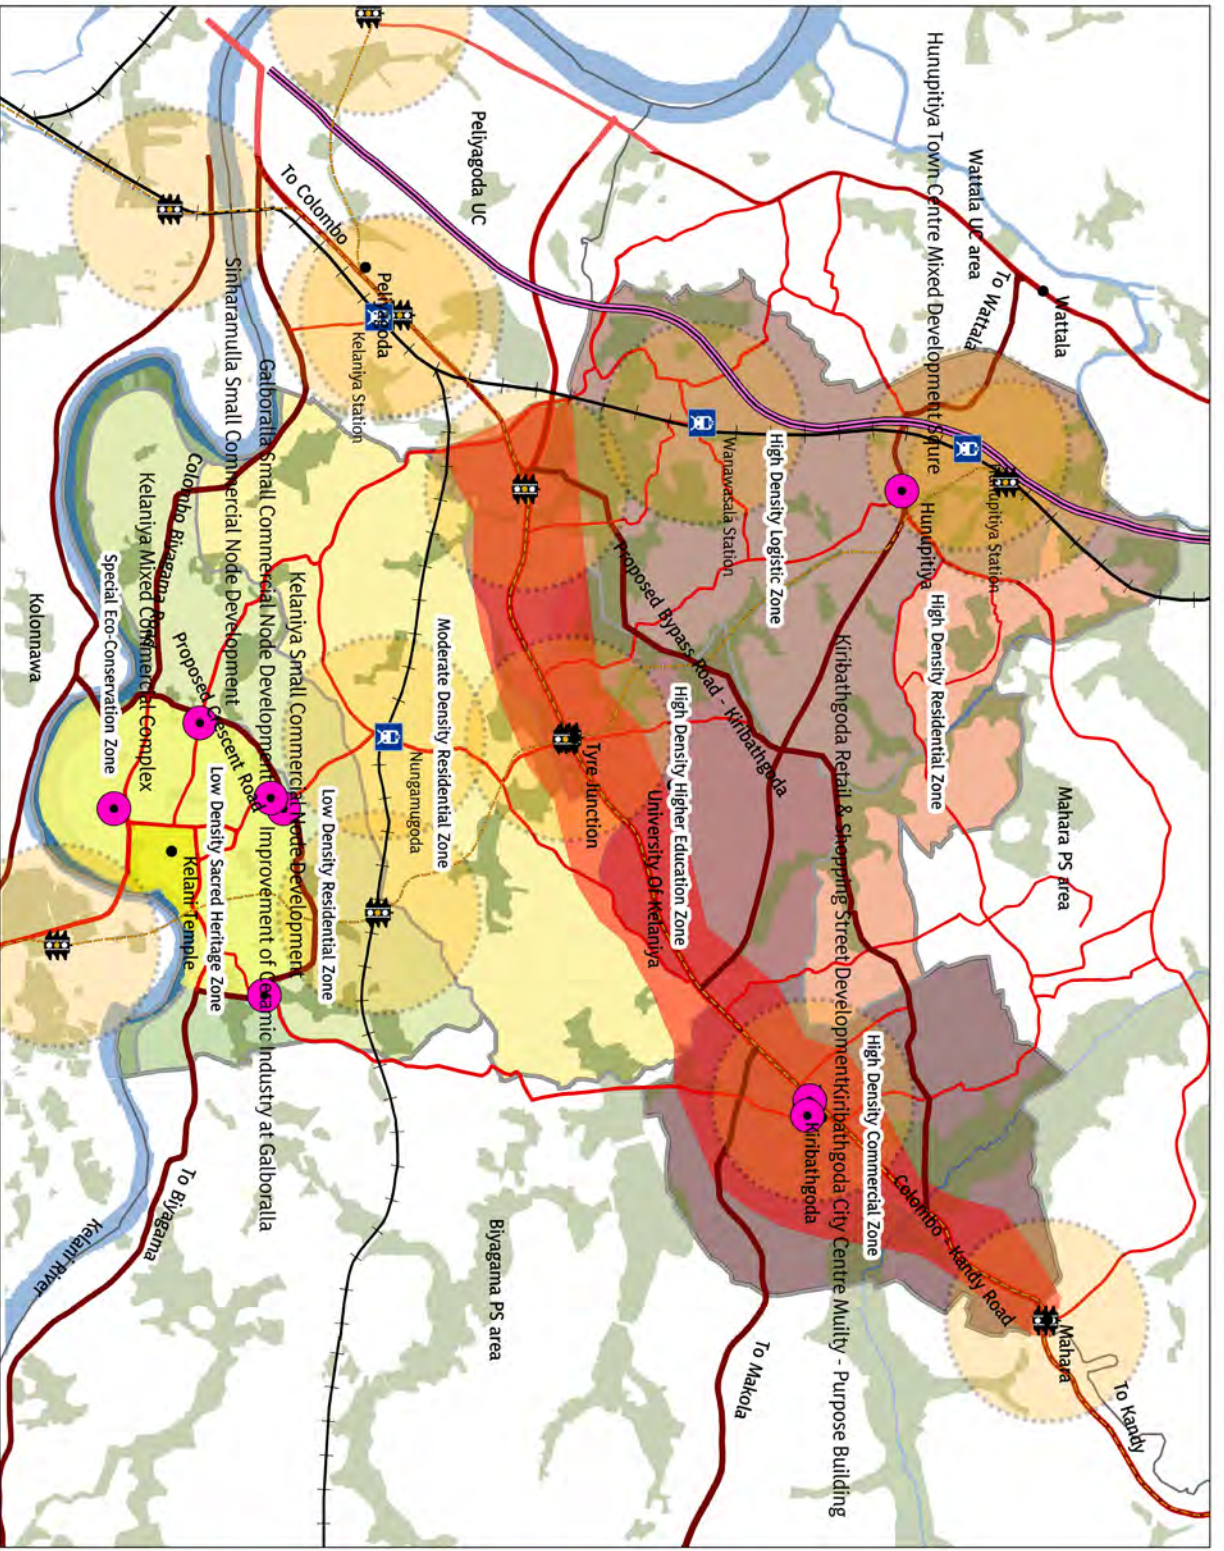 Hunupitiya Town Centre Mixed Development Squre
Wattala UC area
To Wattala
Wattala
Peliyagoda UC
To Colombo
Peliyagoda
Kelaniya Station
Wanawasala Station
High Density Logistic Zone
Hunupitiya
Hunupitiya Station
High Density Residential Zone
Mahara PS area
Proposed Bypass Road - Kiribathgoda
Kiribathgoda Retail & Shopping Street Development
Kiribathgoda City Centre Muilty - Purpose Building
High Density Higher Education Zone
University Of Kelaniya
Tyre Junction
Moderate Density Residential Zone
Nungamugoda
Low Density Residential Zone
Kelaniya Small Commercial Node Development
Galboralla Small Commercial Node Development
Improvement of Ceramic Industry at Galboralla
Sinharamulla Small Commercial Node Development
Low Density Sacred Heritage Zone
Proposed Crescent Road
Colombo Biyagama Road
Kelani Temple
Kelaniya Mixed Commercial Complex
Special Eco-Conservation Zone
Kolonnawa
High Density Commercial Zone
Kiribathgoda
Colombo - Kandy Road
Mahara
To Kandy
To Makola
Biyagama PS area
To Biyagama
Kelani River